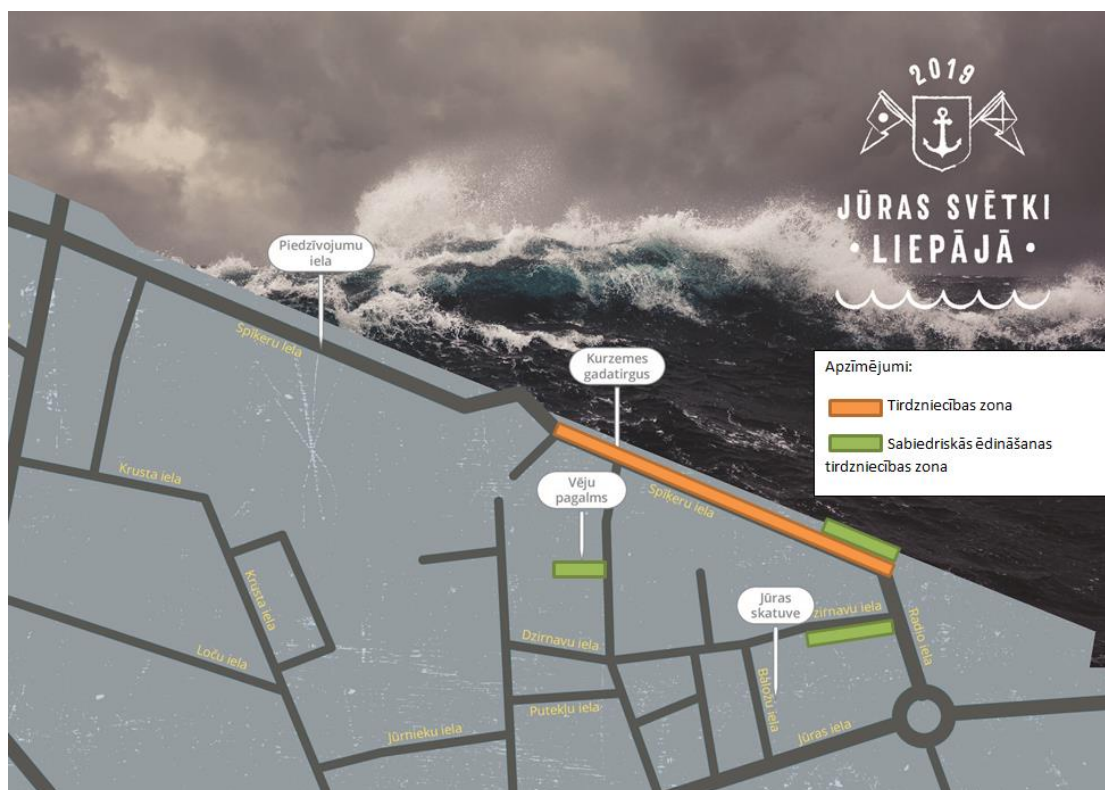 2019
JŪRAS SVĒTKI
• LIEPĀJĀ •
Piedzīvojumu
iela
Spīķeru iela
Kurzemes
gadatirgus
Apzīmējumi:
Tirdzniecības zona
Sabiedriskās ēdināšanas
tirdzniecības zona
Krusta iela
Vēju
pagalms
Spīķeru iela
Krusta iela
Jūras
skatuve
Dzirnavu iela
zirnavu iela
Radio iela
Loču iela
Baložu iela
Putekļu iela
Jūrnieku iela
Jūras iela